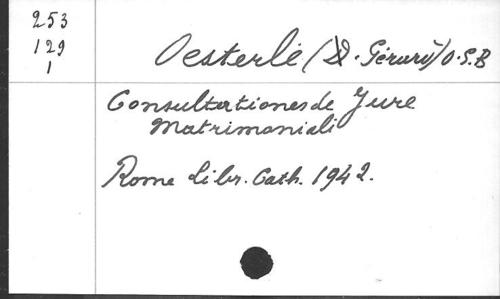 253
129
1
Oesterlé (D. Gérard) O.S.B
Consultationes de Jure
Matrimoniali
Rome Libr. Cath. 1942.